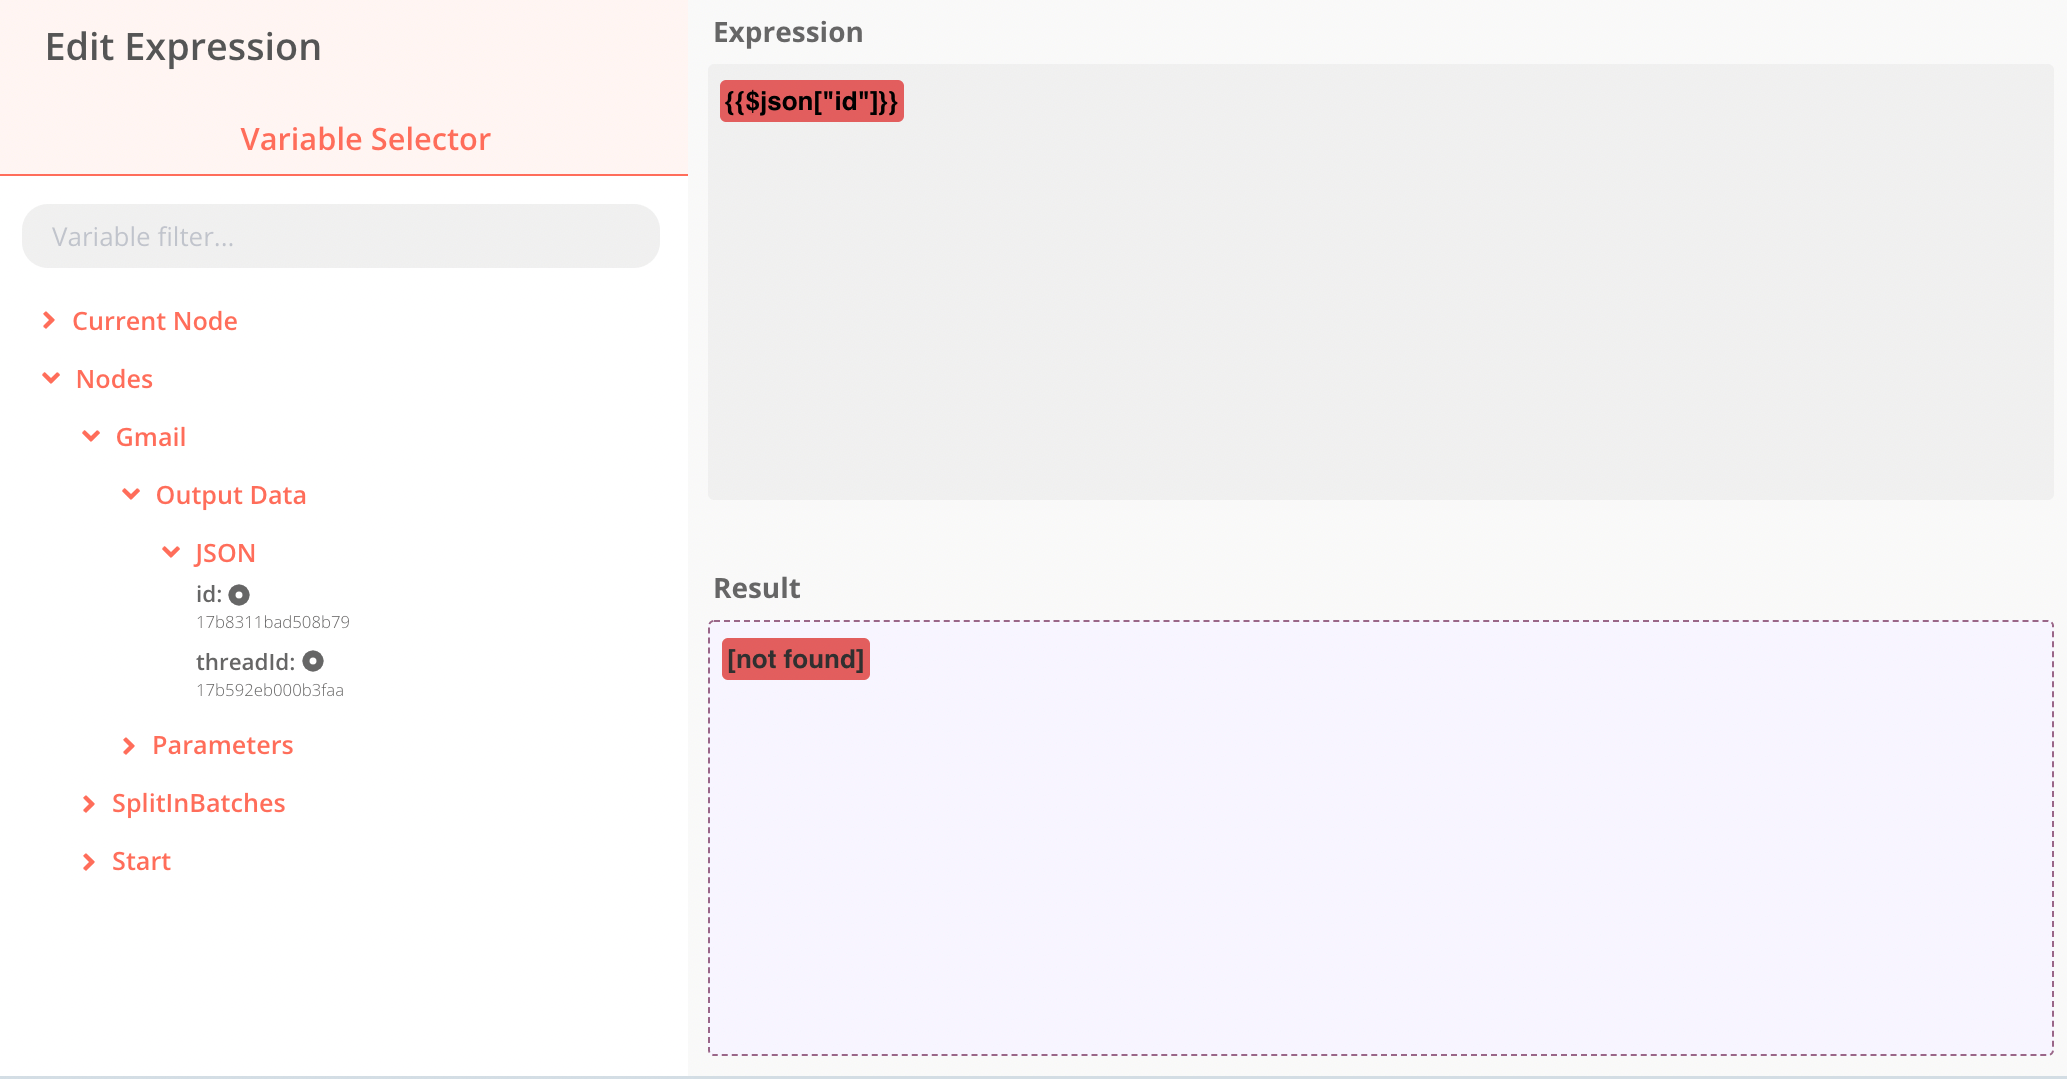 Edit Expression
Variable Selector
Variable filter...
Current Node
Nodes
Gmail
Output Data
JSON
id:
17b8311bad508b79
threadId:
17b592eb000b3faa
Parameters
SplitInBatches
Start
Expression
{{$json["id"]}}
Result
[not found]